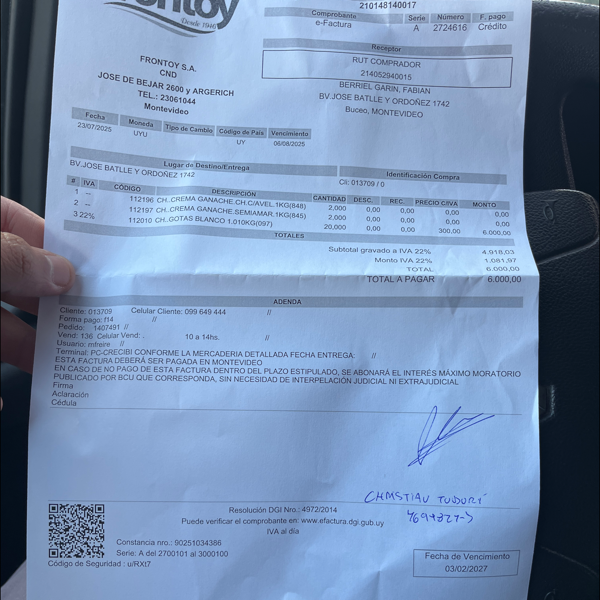 Frontoy
Desde 1946
210148140017
Comprobante Serie Número F. pago
e-Factura A 2724616 Crédito
Receptor
RUT COMPRADOR
214052940015
BERRIEL GARIN, FABIAN
BV.JOSE BATLLE Y ORDOÑEZ 1742
Buceo, MONTEVIDEO
FRONTOY S.A.
CND
JOSE DE BEJAR 2600 y ARGERICH
TEL.: 23061044
Montevideo
Fecha Moneda Tipo de Cambio Código de País Vencimiento
23/07/2025 UYU UY 06/08/2025
Lugar de Destino/Entrega Identificación Compra
BV.JOSE BATLLE Y ORDOÑEZ 1742 Cli: 013709 / 0
# IVA CÓDIGO DESCRIPCIÓN CANTIDAD DESC. REC. PRECIO C/IVA MONTO
1 -- 112196 CH..CREMA GANACHE.CH.C/AVEL.1KG(848) 2,000 0,00 0,00 0,00 0,00
2 -- 112197 CH..CREMA GANACHE.SEMIAMAR.1KG(845) 2,000 0,00 0,00 0,00 0,00
3 22% 112010 CH..GOTAS BLANCO 1.010KG(097) 20,000 0,00 0,00 300,00 6.000,00
TOTALES
Subtotal gravado a IVA 22% 4.918,03
Monto IVA 22% 1.081,97
TOTAL 6.000,00
TOTAL A PAGAR 6.000,00
ADENDA
Cliente: 013709 Celular Cliente: 099 649 444 //
Forma pago: f14 //
Pedido: 1407491 //
Vend: 136 Celular Vend: . 10 a 14hs. //
Usuario: mfreire //
Terminal: PC-CRECIBI CONFORME LA MERCADERIA DETALLADA FECHA ENTREGA: //
ESTA FACTURA DEBERÁ SER PAGADA EN MONTEVIDEO
EN CASO DE NO PAGO DE ESTA FACTURA DENTRO DEL PLAZO ESTIPULADO, SE ABONARÁ EL INTERÉS MÁXIMO MORATORIO
PUBLICADO POR BCU QUE CORRESPONDA, SIN NECESIDAD DE INTERPELACIÓN JUDICIAL NI EXTRAJUDICIAL
Firma
Aclaración
Cédula
Resolución DGI Nro.: 4972/2014
Puede verificar el comprobante en: www.efactura.dgi.gub.uy
IVA al día
Constancia nro.: 90251034386
Serie: A del 2700101 al 3000100
Código de Seguridad : u/RXt7
Fecha de Vencimiento
03/02/2027